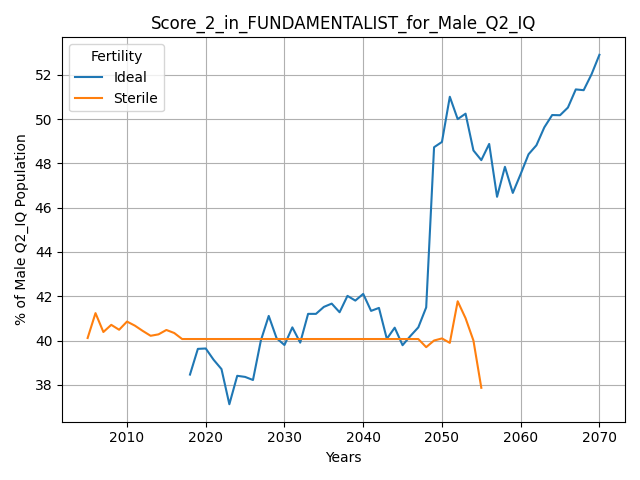 Score_2_in_FUNDAMENTALIST_for_Male_Q2_IQ
Fertility
Ideal
Sterile
% of Male Q2_IQ Population
52
50
48
46
44
42
40
38
2010 2020 2030 2040 2050 2060 2070
Years